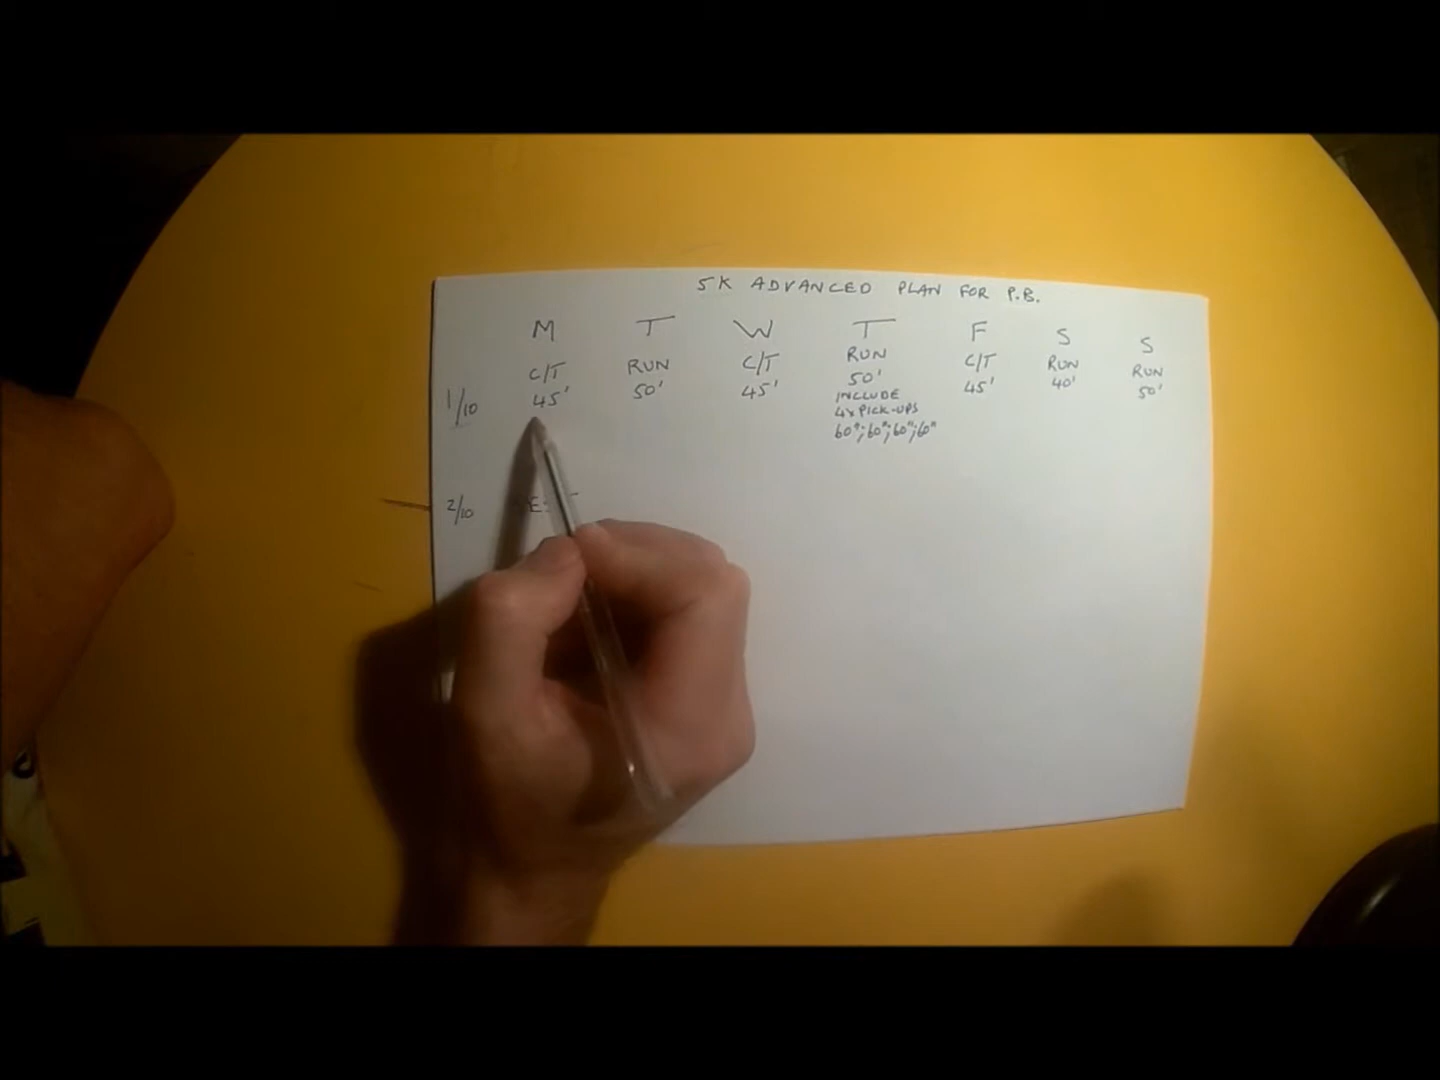 5K ADVANCED PLAN FOR P.B.
M T W T F S S
1/10
C/T
45'
RUN
50'
C/T
45'
RUN
50'
INCLUDE
4x PICK-UPS
60";60";60";60"
C/T
45'
RUN
40'
RUN
50'
2/10